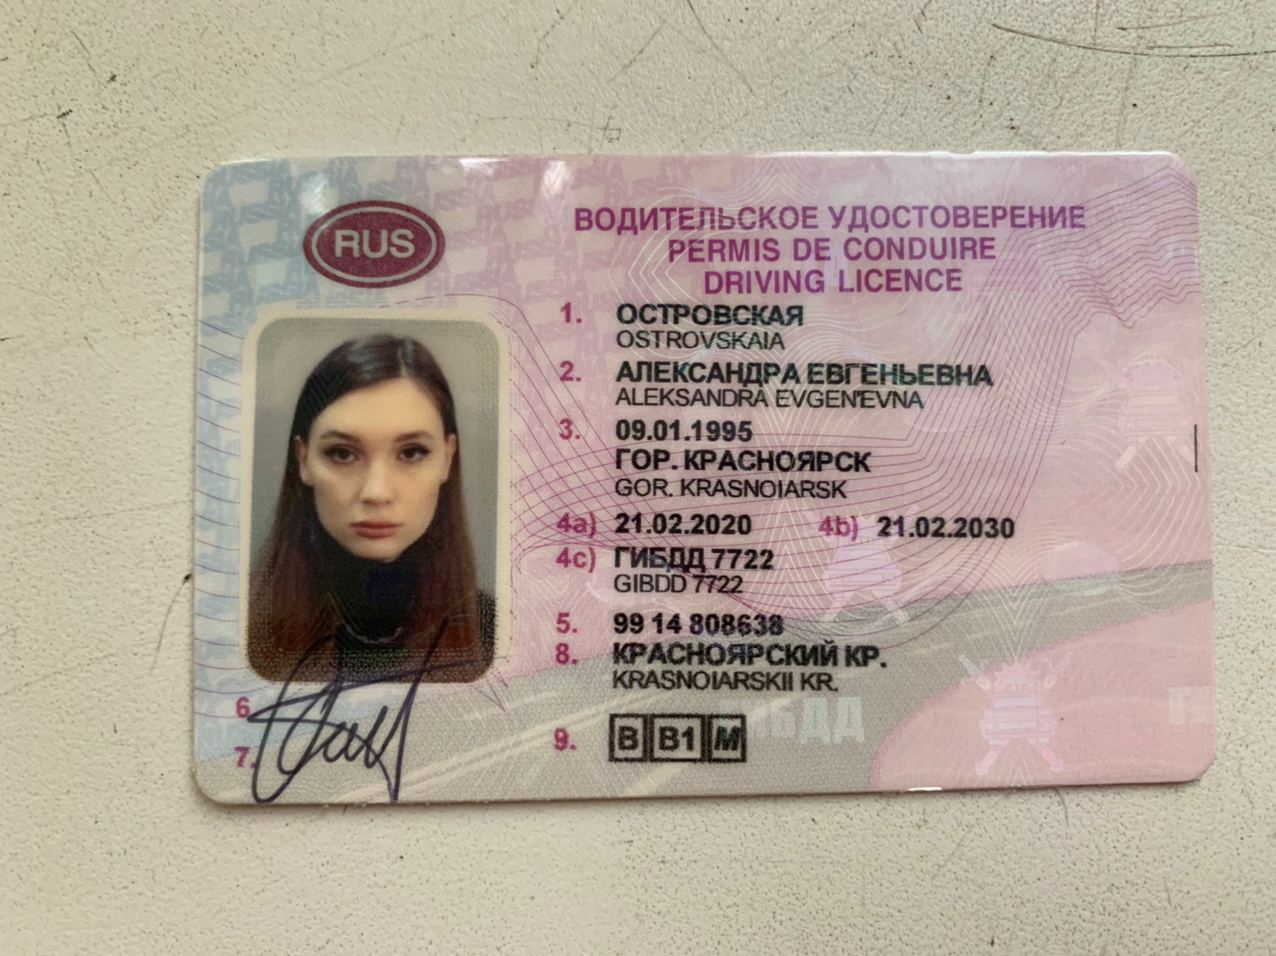 RUS
ВОДИТЕЛЬСКОЕ УДОСТОВЕРЕНИЕ
PERMIS DE CONDUIRE
DRIVING LICENCE
1. ОСТРОВСКАЯ
OSTROVSKAIA
2. АЛЕКСАНДРА ЕВГЕНЬЕВНА
ALEKSANDRA EVGEN'EVNA
3. 09.01.1995
ГОР. КРАСНОЯРСК
GOR. KRASNOIARSK
4a) 21.02.2020 4b) 21.02.2030
4c) ГИБДД 7722
GIBDD 7722
5. 99 14 808638
8. КРАСНОЯРСКИЙ КР.
KRASNOIARSKII KR.
6.
7.
9. B B1 M